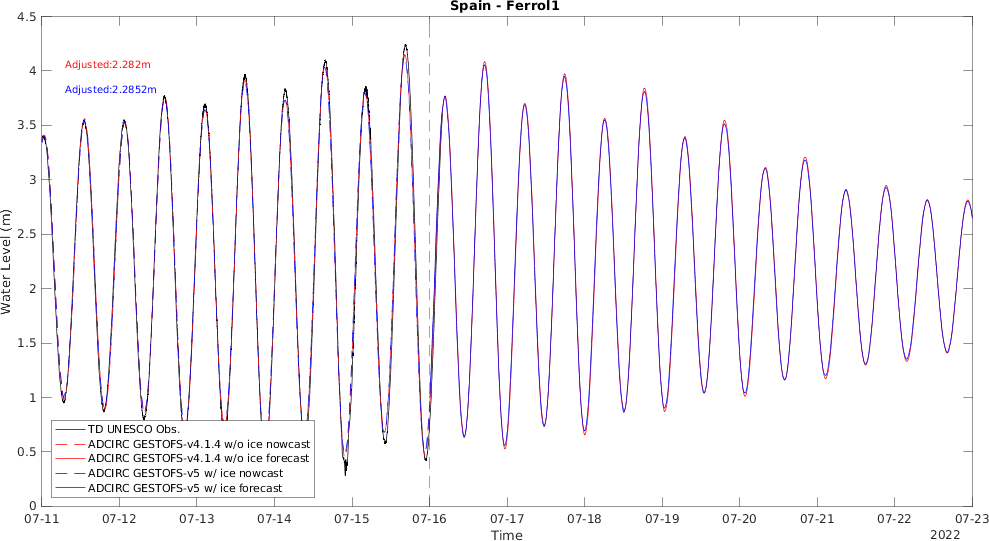 Spain - Ferrol1
4.5
4
3.5
3
2.5
2
1.5
1
0.5
0
Water Level (m)
Adjusted:2.282m
Adjusted:2.2852m
TD UNESCO Obs.
ADCIRC GESTOFS-v4.1.4 w/o ice nowcast
ADCIRC GESTOFS-v4.1.4 w/o ice forecast
ADCIRC GESTOFS-v5 w/ ice nowcast
ADCIRC GESTOFS-v5 w/ ice forecast
07-11 07-12 07-13 07-14 07-15 07-16 07-17 07-18 07-19 07-20 07-21 07-22 07-23
Time
2022